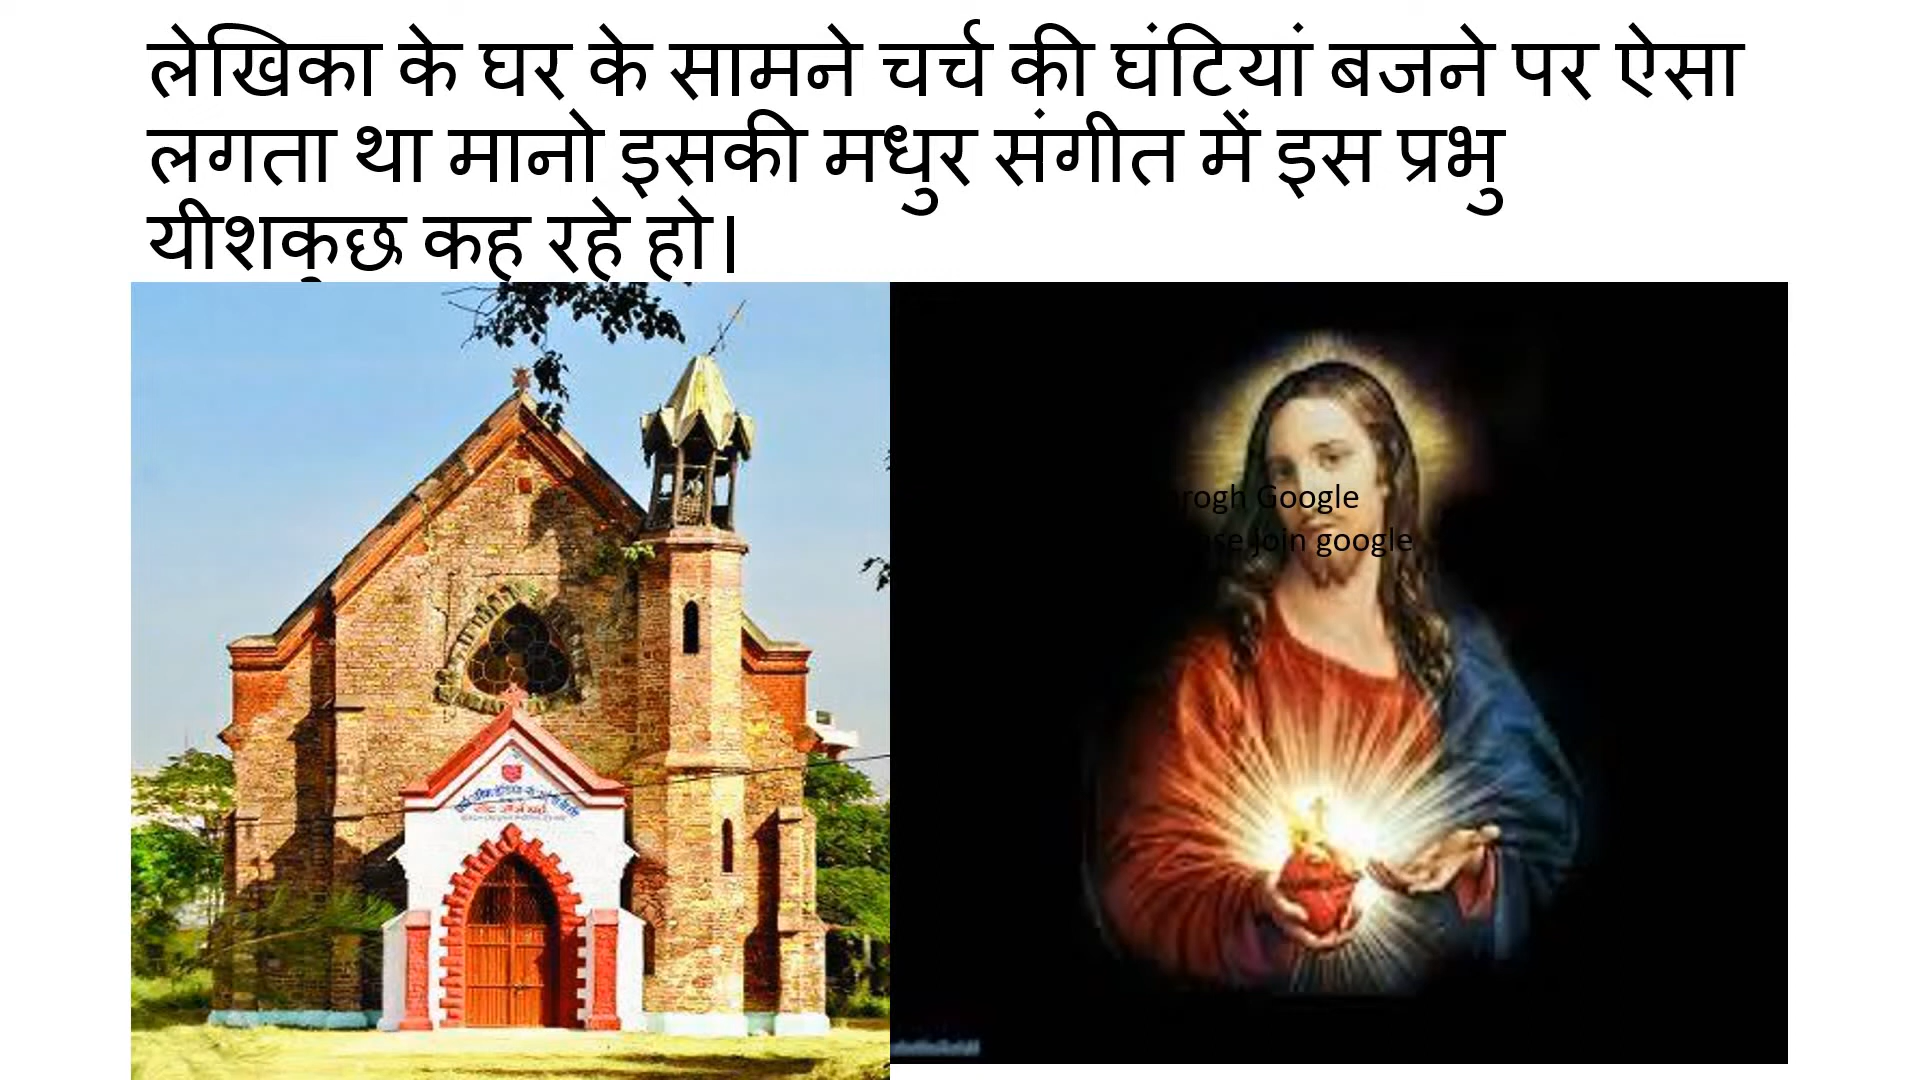 लेखिका के घर के सामने चर्च की घंटियां बजने पर ऐसा
लगता था मानो इसकी मधुर संगीत में इस प्रभु
यीशकुछ कह रहे हो।
rogh Google
join google